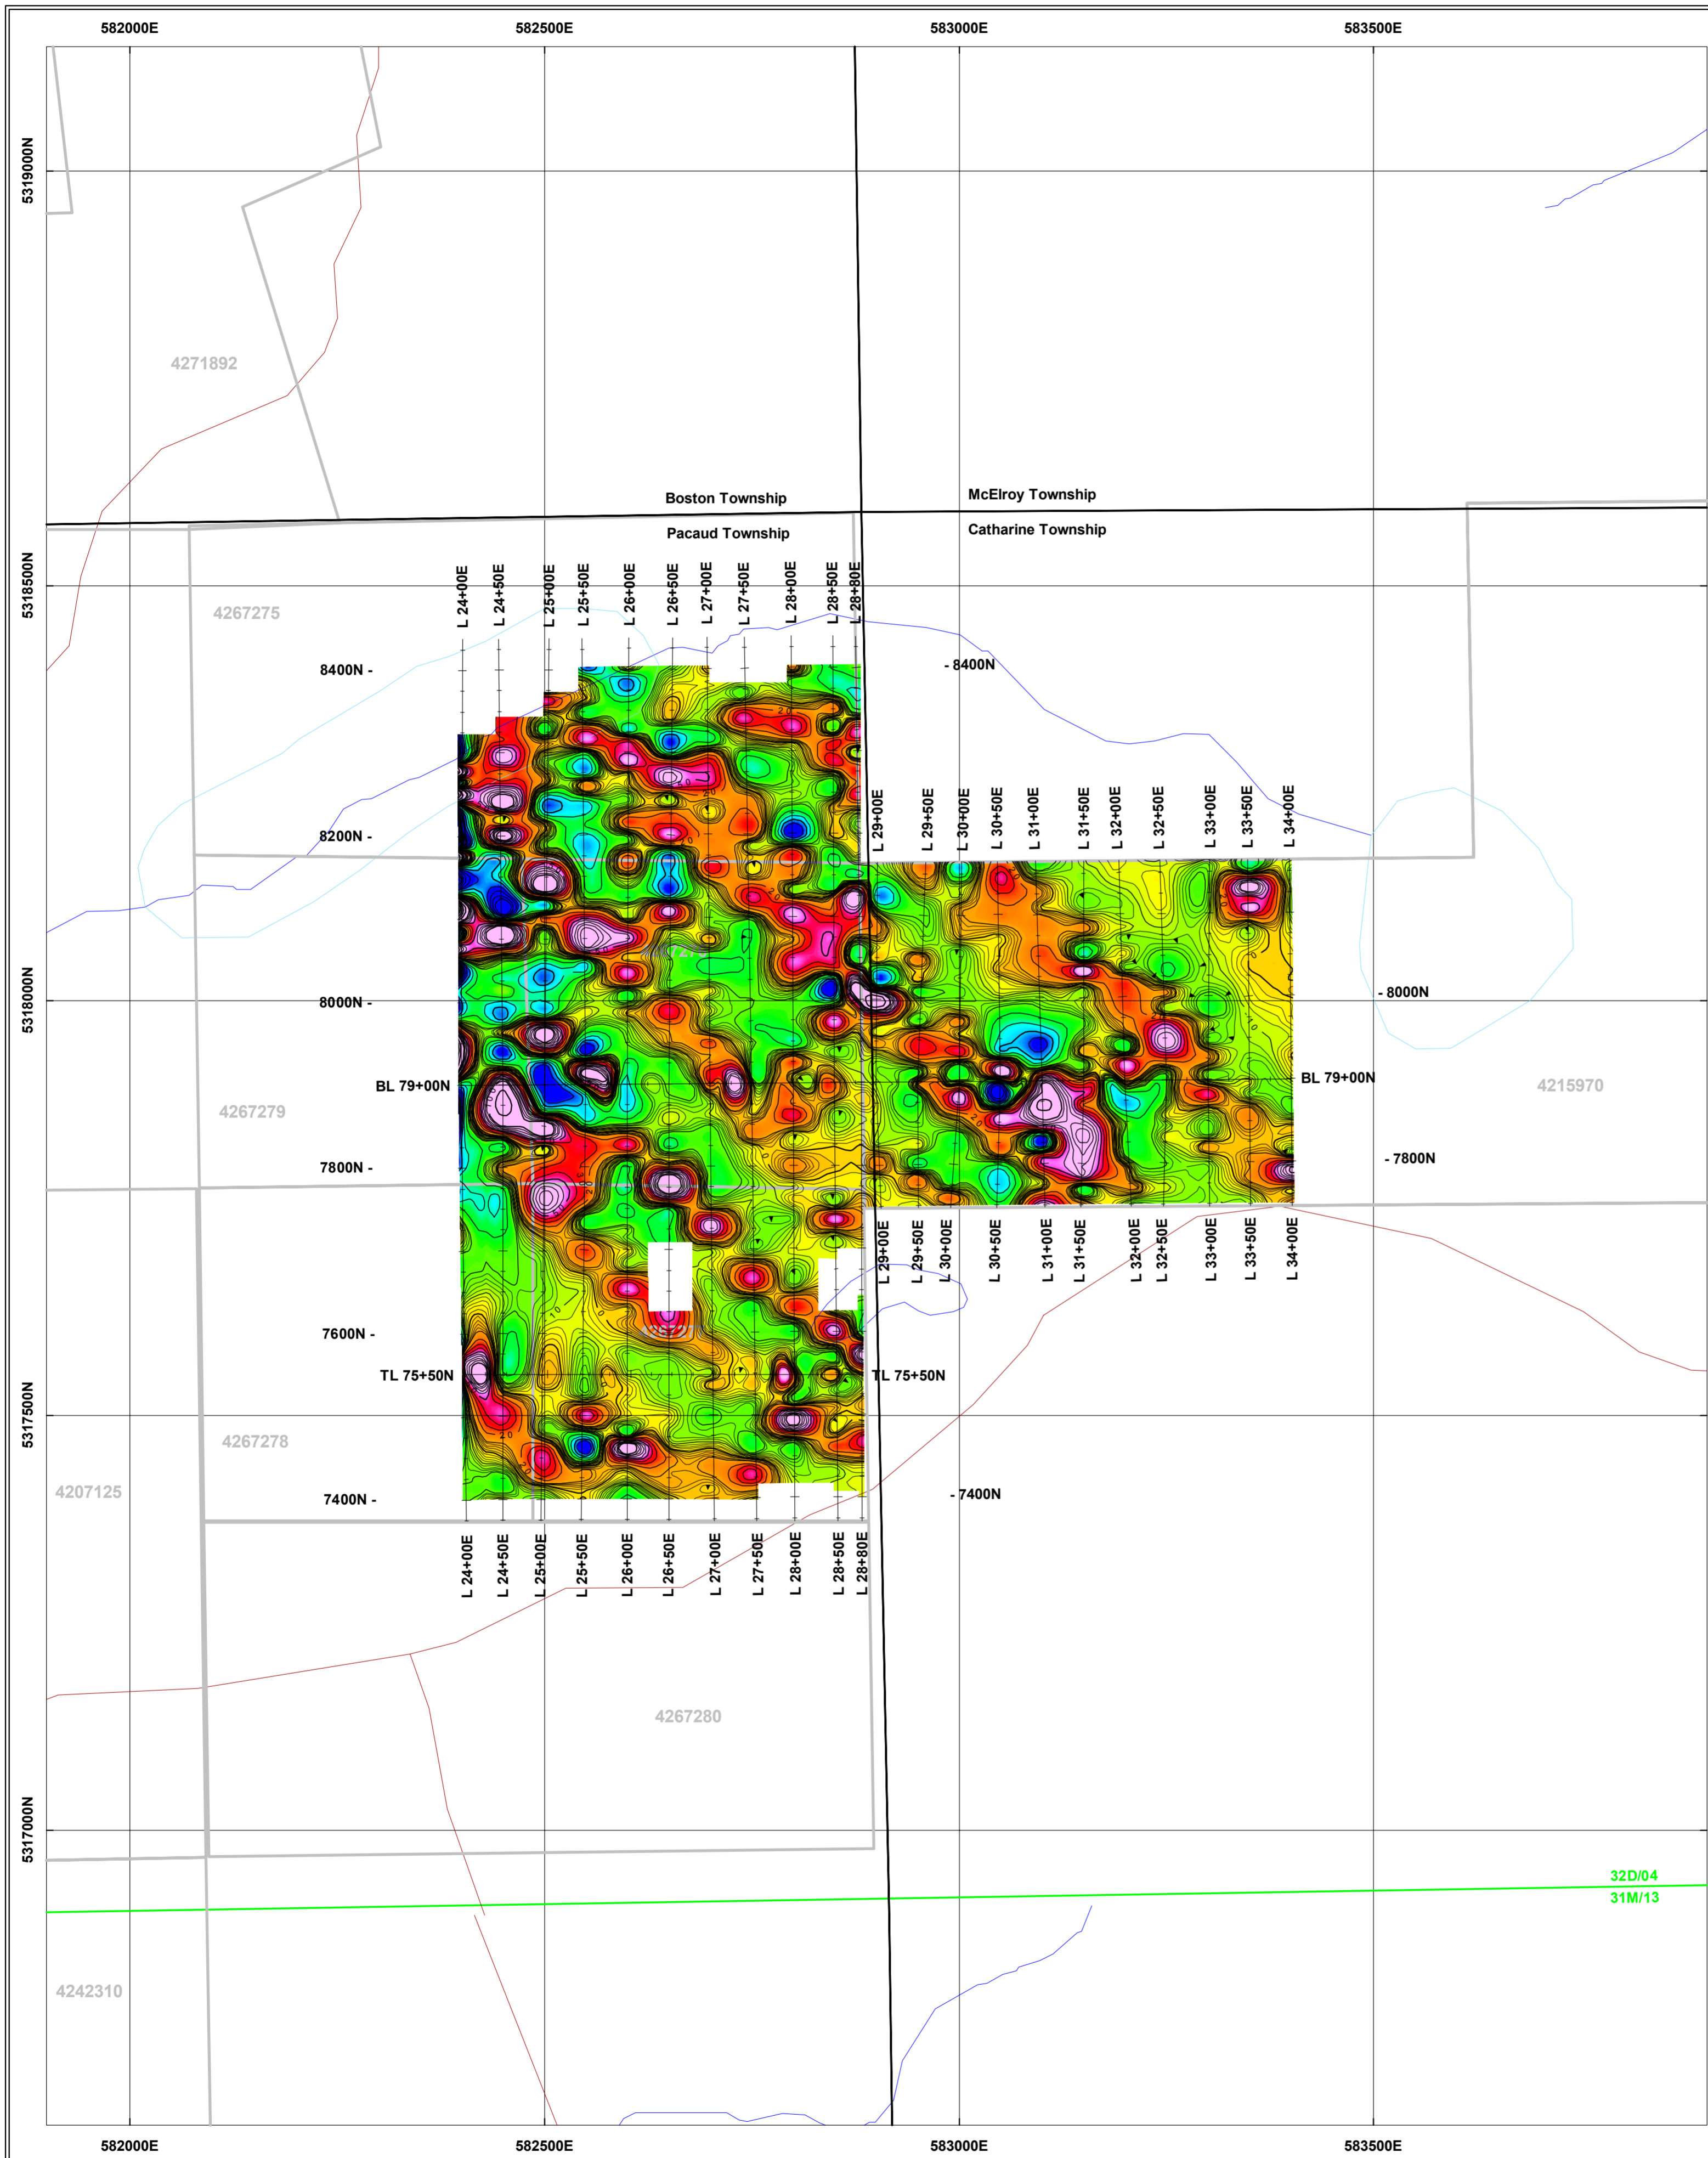 582000E
582500E
583000E
583500E
5319000N
4271892
Boston Township
McElroy Township
Pacaud Township
Catharine Township
5318500N
4267275
L 24+00E
L 24+50E
L 25+00E
L 25+50E
L 26+00E
L 26+50E
L 27+00E
L 27+50E
L 28+00E
L 28+50E
L 28+80E
8400N -
- 8400N
8200N -
L 29+00E
L 29+50E
L 30+00E
L 30+50E
L 31+00E
L 31+50E
L 32+00E
L 32+50E
L 33+00E
L 33+50E
L 34+00E
5318000N
8000N -
- 8000N
BL 79+00N
BL 79+00N
4215970
4267279
7800N -
- 7800N
L 29+00E
L 29+50E
L 30+00E
L 30+50E
L 31+00E
L 31+50E
L 32+00E
L 32+50E
L 33+00E
L 33+50E
L 34+00E
7600N -
TL 75+50N
TL 75+50N
5317500N
4267278
4207125
7400N -
- 7400N
L 24+00E
L 24+50E
L 25+00E
L 25+50E
L 26+00E
L 26+50E
L 27+00E
L 27+50E
L 28+00E
L 28+50E
L 28+80E
4267280
5317000N
32D/04
31M/13
4242310
582000E
582500E
583000E
583500E